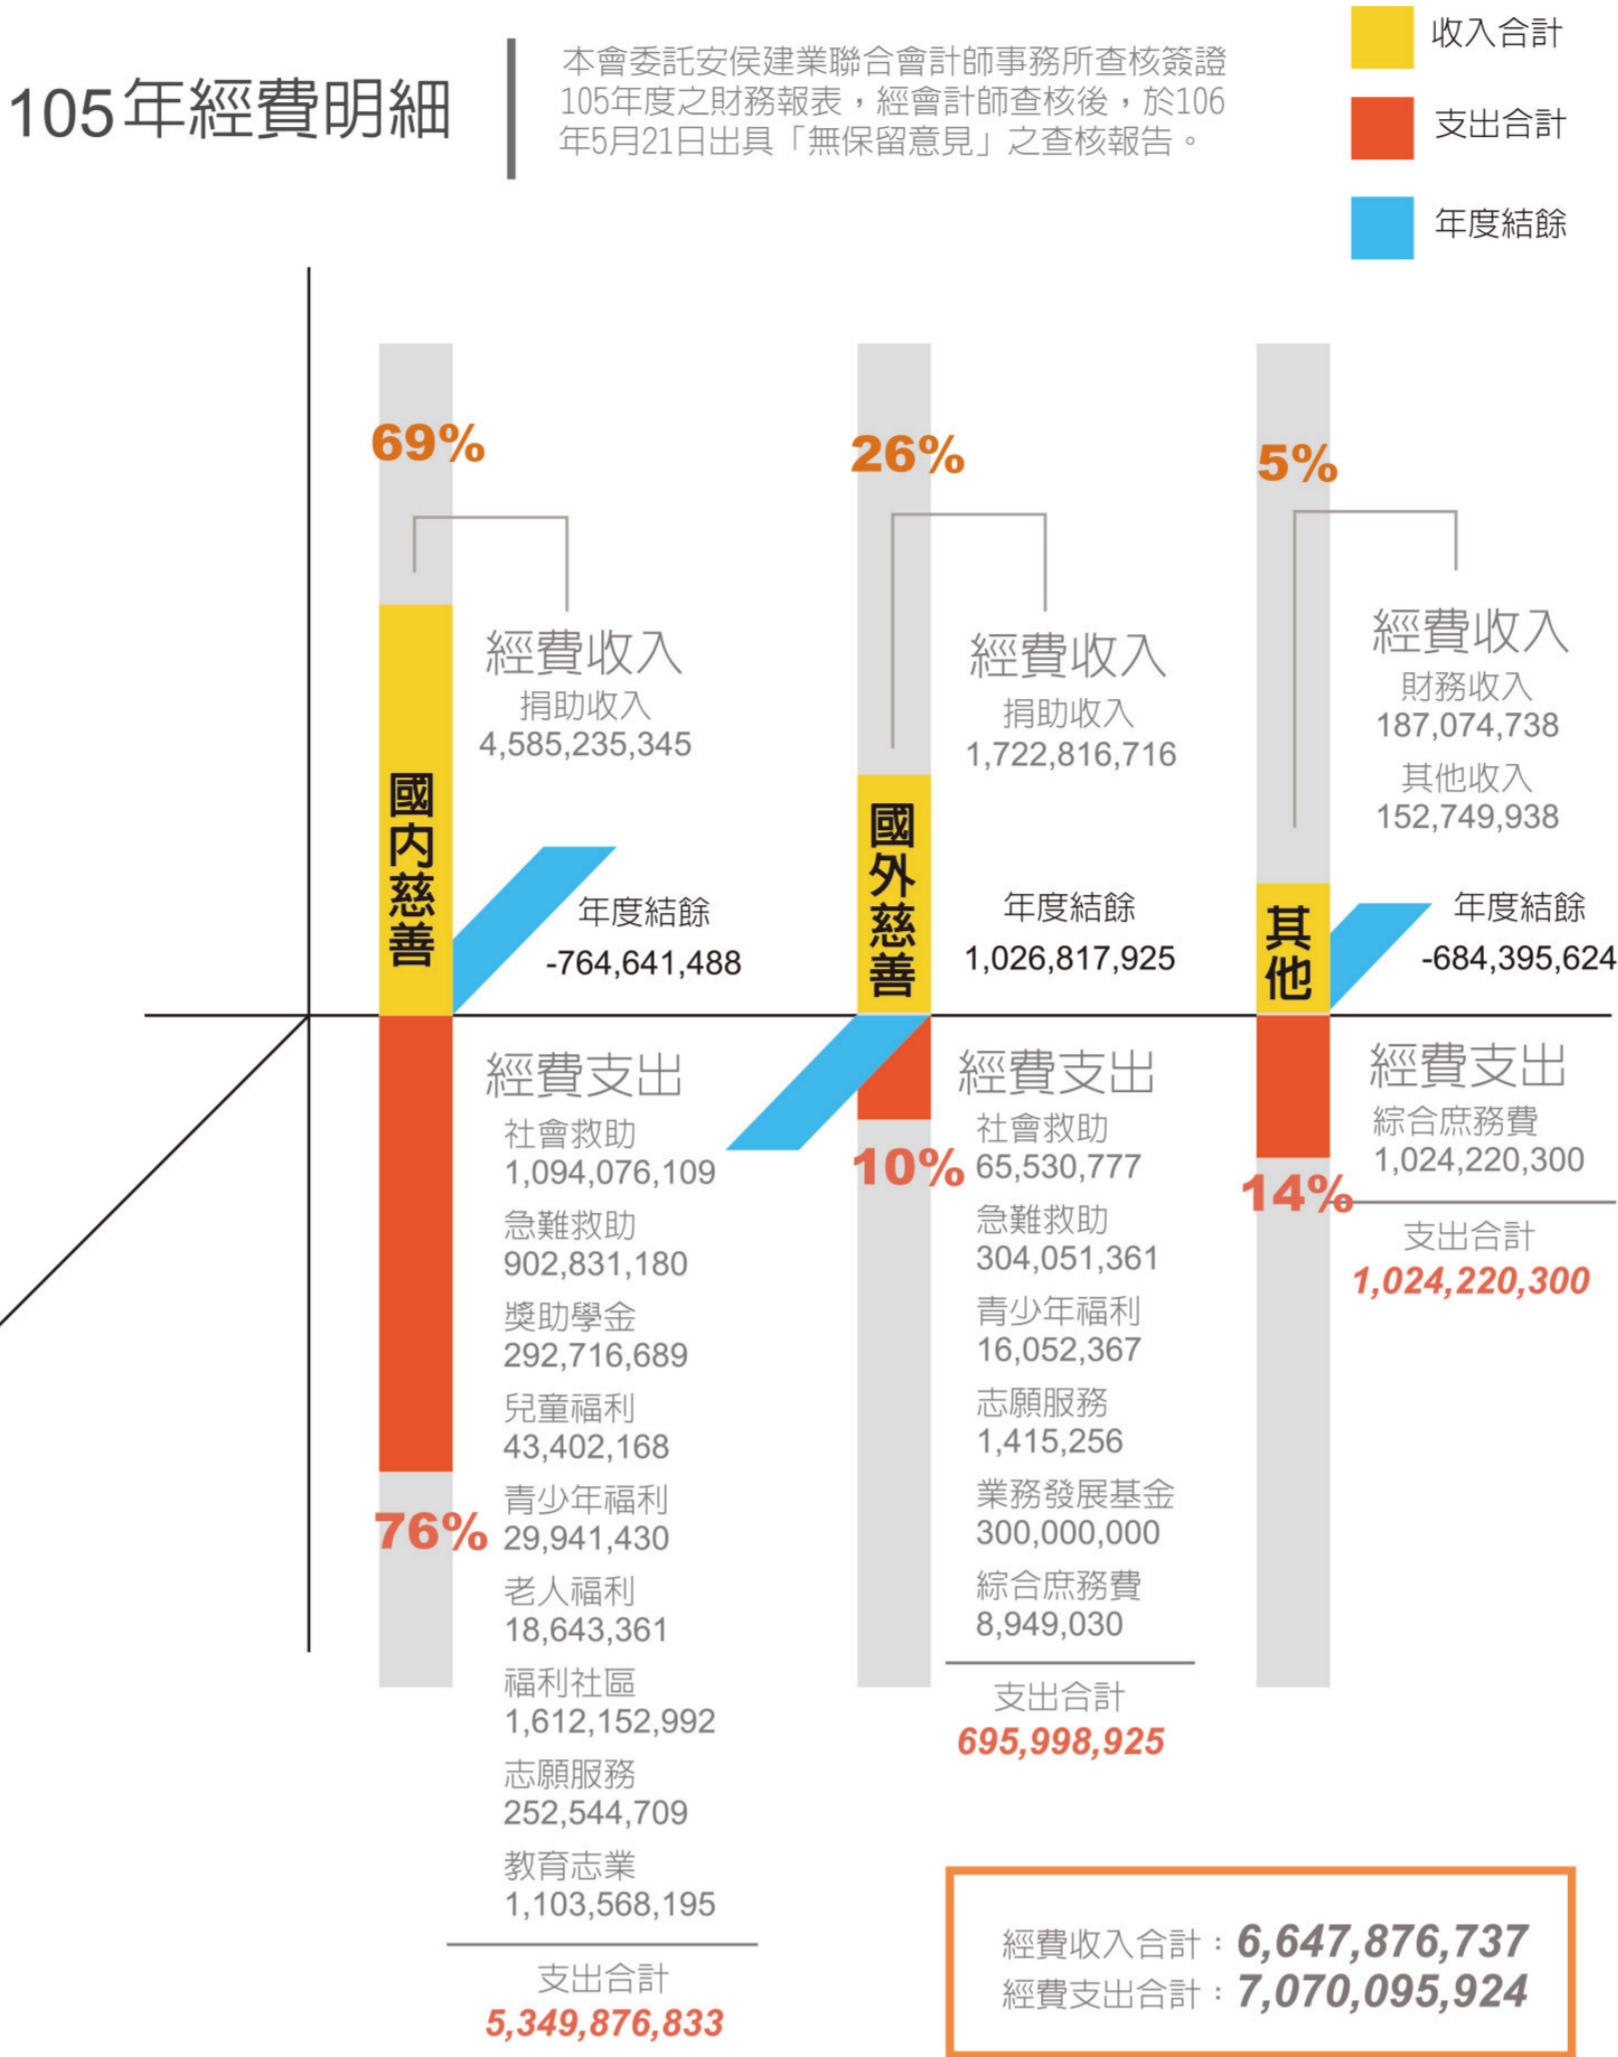 105年經費明細
本會委託安侯建業聯合會計師事務所查核簽證
105年度之財務報表，經會計師查核後，於106
年5月21日出具「無保留意見」之查核報告。
收入合計
支出合計
年度結餘
69%
經費收入
捐助收入
4,585,235,345
國內慈善
年度結餘
-764,641,488
經費支出
社會救助
1,094,076,109
急難救助
902,831,180
獎助學金
292,716,689
兒童福利
43,402,168
青少年福利
29,941,430
老人福利
18,643,361
福利社區
1,612,152,992
志願服務
252,544,709
教育志業
1,103,568,195
76%
支出合計
5,349,876,833
26%
經費收入
捐助收入
1,722,816,716
國外慈善
年度結餘
1,026,817,925
經費支出
社會救助
65,530,777
急難救助
304,051,361
青少年福利
16,052,367
志願服務
1,415,256
業務發展基金
300,000,000
綜合庶務費
8,949,030
10%
支出合計
695,998,925
5%
經費收入
財務收入
187,074,738
其他收入
152,749,938
其他
年度結餘
-684,395,624
經費支出
綜合庶務費
1,024,220,300
14%
支出合計
1,024,220,300
經費收入合計：6,647,876,737
經費支出合計：7,070,095,924